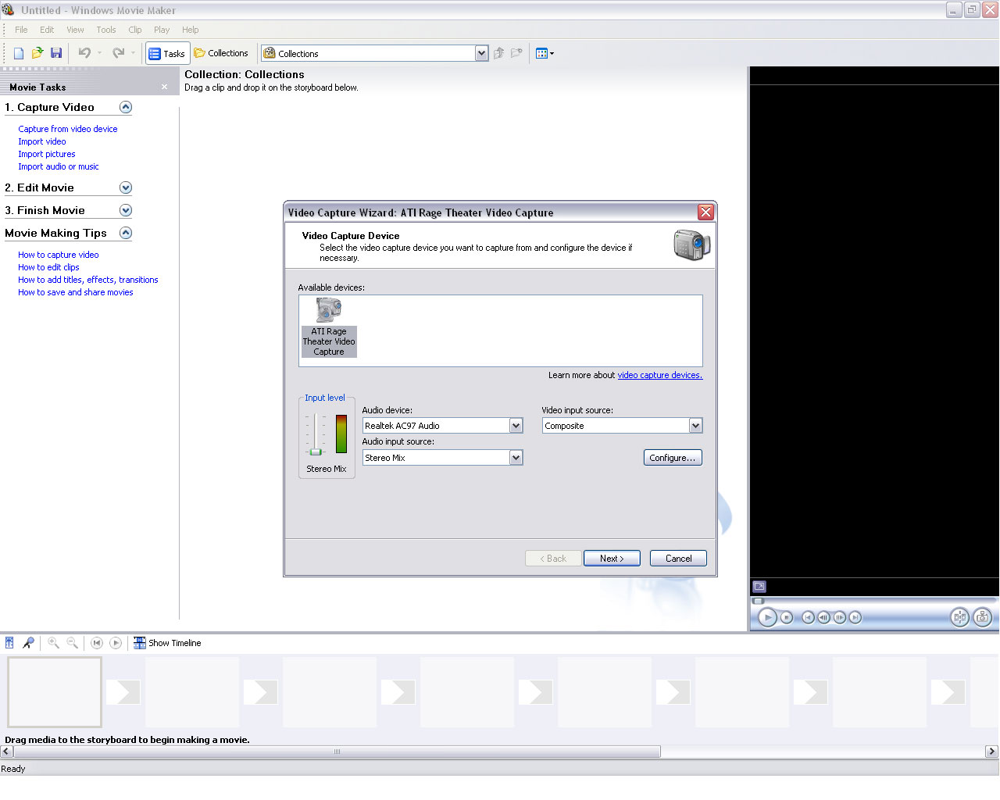 Untitled - Windows Movie Maker
File Edit View Tools Clip Play Help
Tasks Collections Collections
Movie Tasks
1. Capture Video
Capture from video device
Import video
Import pictures
Import audio or music
2. Edit Movie
3. Finish Movie
Movie Making Tips
How to capture video
How to edit clips
How to add titles, effects, transitions
How to save and share movies
Collection: Collections
Drag a clip and drop it on the storyboard below.
Video Capture Wizard: ATI Rage Theater Video Capture
Video Capture Device
Select the video capture device you want to capture from and configure the device if
necessary.
Available devices:
ATI Rage
Theater Video
Capture
Learn more about video capture devices.
Input level
Stereo Mix
Audio device:
Realtek AC97 Audio
Audio input source:
Stereo Mix
Video input source:
Composite
Configure...
< Back Next > Cancel
Show Timeline
Drag media to the storyboard to begin making a movie.
Ready